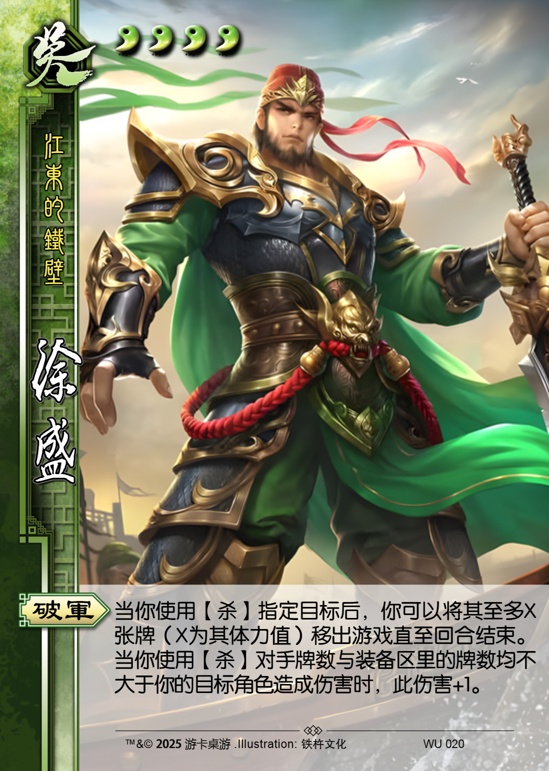 吴
江東的鐵壁
徐盛
破軍
当你使用【杀】指定目标后，你可以将其至多X
张牌（X为其体力值）移出游戏直至回合结束。
当你使用【杀】对手牌数与装备区里的牌数均不
大于你的目标角色造成伤害时，此伤害+1。
™&© 2025 游卡桌游 .Illustration: 铁杵文化
WU 020